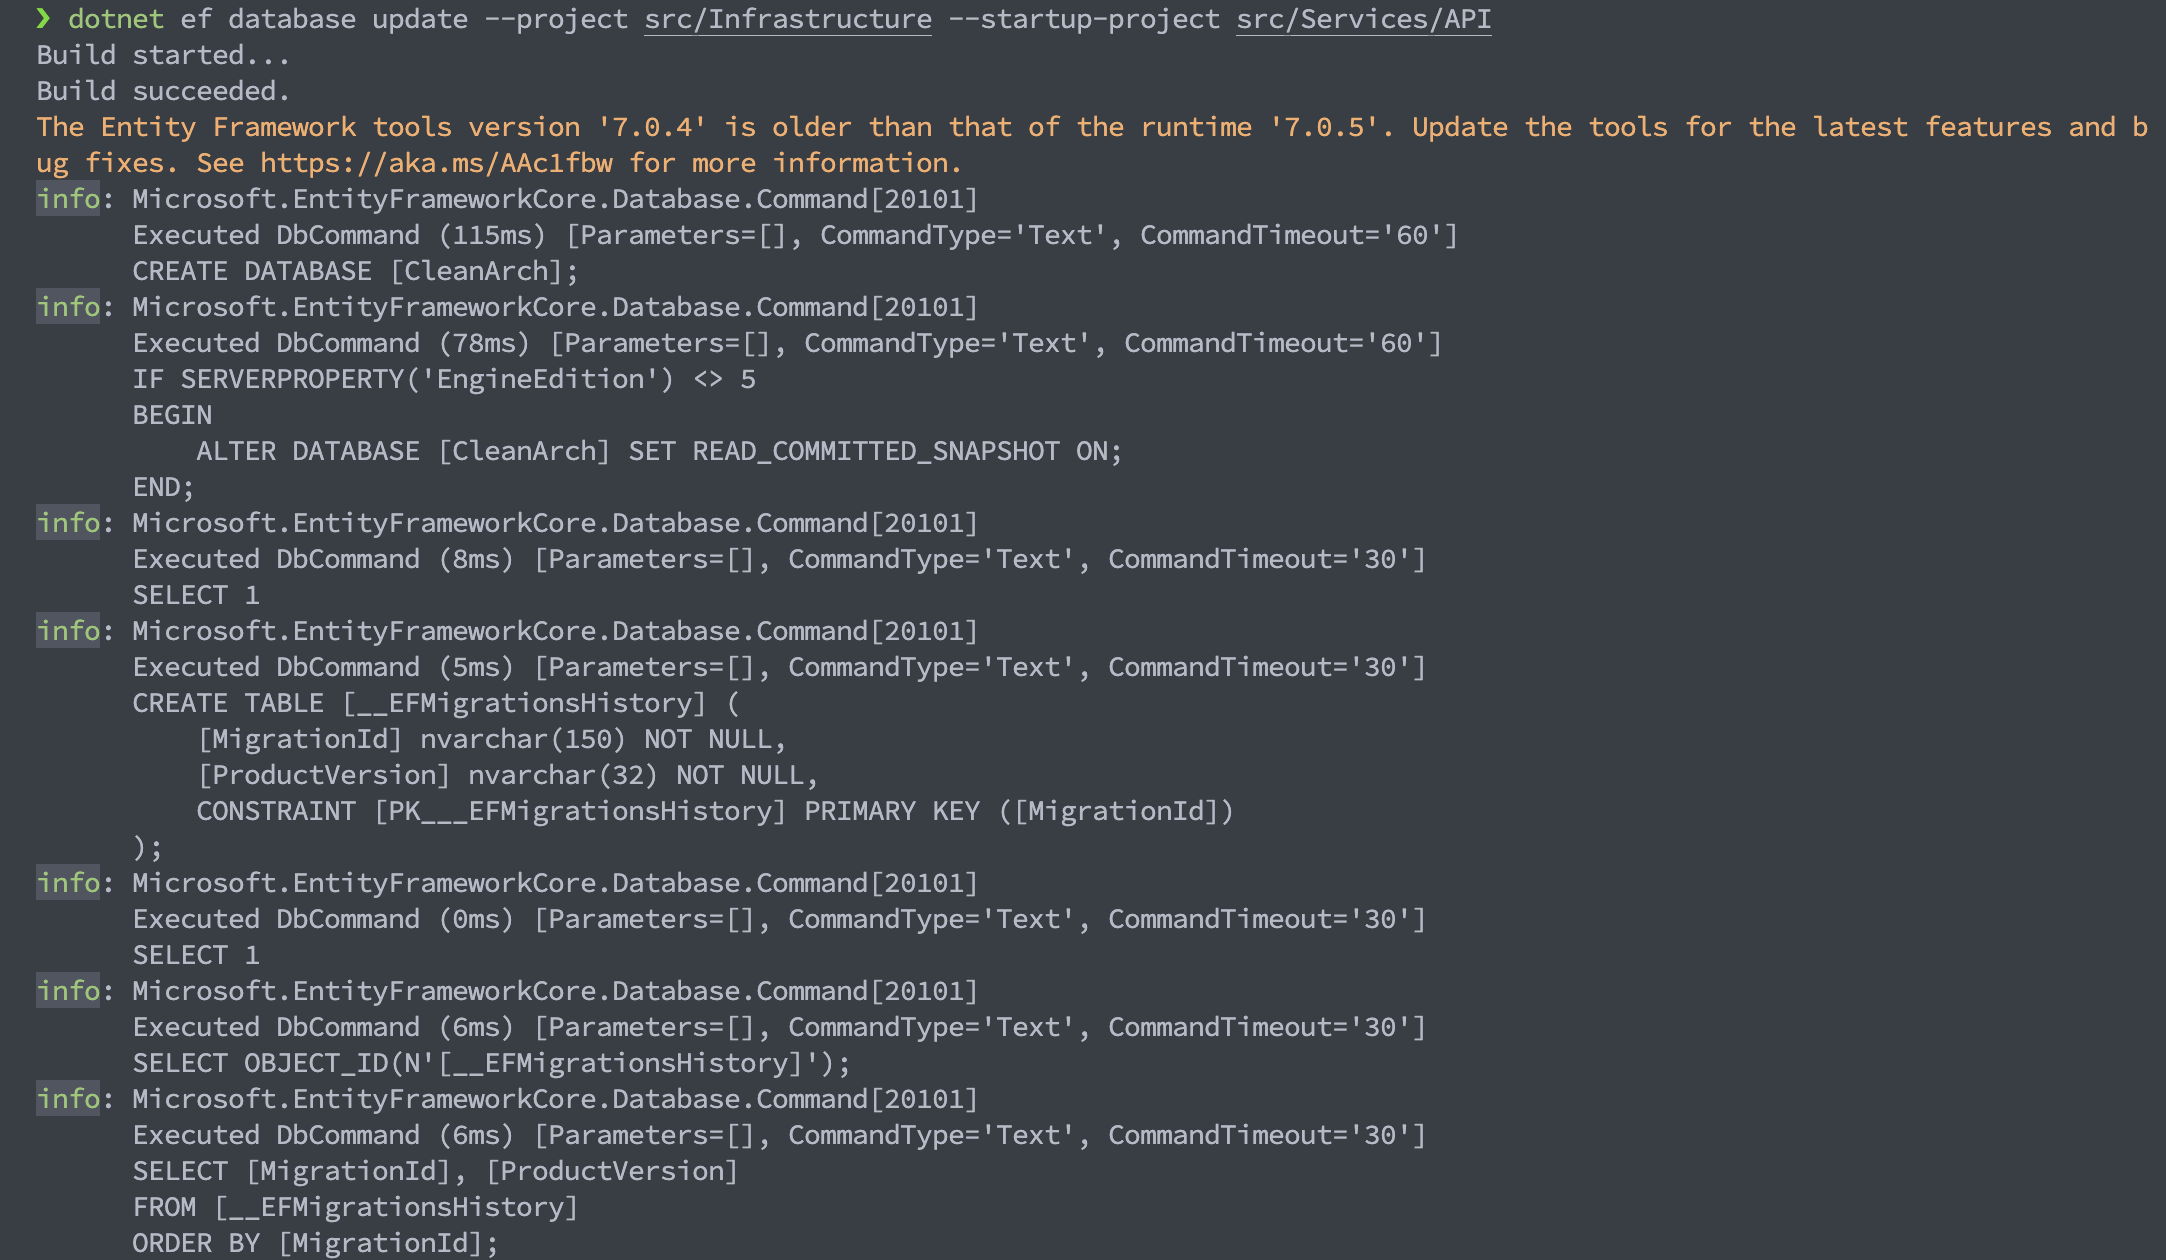 ❯ dotnet ef database update --project src/Infrastructure --startup-project src/Services/API
Build started...
Build succeeded.
The Entity Framework tools version '7.0.4' is older than that of the runtime '7.0.5'. Update the tools for the latest features and b
ug fixes. See https://aka.ms/AAc1fbw for more information.
info: Microsoft.EntityFrameworkCore.Database.Command[20101]
      Executed DbCommand (115ms) [Parameters=[], CommandType='Text', CommandTimeout='60']
      CREATE DATABASE [CleanArch];
info: Microsoft.EntityFrameworkCore.Database.Command[20101]
      Executed DbCommand (78ms) [Parameters=[], CommandType='Text', CommandTimeout='60']
      IF SERVERPROPERTY('EngineEdition') <> 5
      BEGIN
          ALTER DATABASE [CleanArch] SET READ_COMMITTED_SNAPSHOT ON;
      END;
info: Microsoft.EntityFrameworkCore.Database.Command[20101]
      Executed DbCommand (8ms) [Parameters=[], CommandType='Text', CommandTimeout='30']
      SELECT 1
info: Microsoft.EntityFrameworkCore.Database.Command[20101]
      Executed DbCommand (5ms) [Parameters=[], CommandType='Text', CommandTimeout='30']
      CREATE TABLE [__EFMigrationsHistory] (
          [MigrationId] nvarchar(150) NOT NULL,
          [ProductVersion] nvarchar(32) NOT NULL,
          CONSTRAINT [PK___EFMigrationsHistory] PRIMARY KEY ([MigrationId])
      );
info: Microsoft.EntityFrameworkCore.Database.Command[20101]
      Executed DbCommand (0ms) [Parameters=[], CommandType='Text', CommandTimeout='30']
      SELECT 1
info: Microsoft.EntityFrameworkCore.Database.Command[20101]
      Executed DbCommand (6ms) [Parameters=[], CommandType='Text', CommandTimeout='30']
      SELECT OBJECT_ID(N'[__EFMigrationsHistory]');
info: Microsoft.EntityFrameworkCore.Database.Command[20101]
      Executed DbCommand (6ms) [Parameters=[], CommandType='Text', CommandTimeout='30']
      SELECT [MigrationId], [ProductVersion]
      FROM [__EFMigrationsHistory]
      ORDER BY [MigrationId];